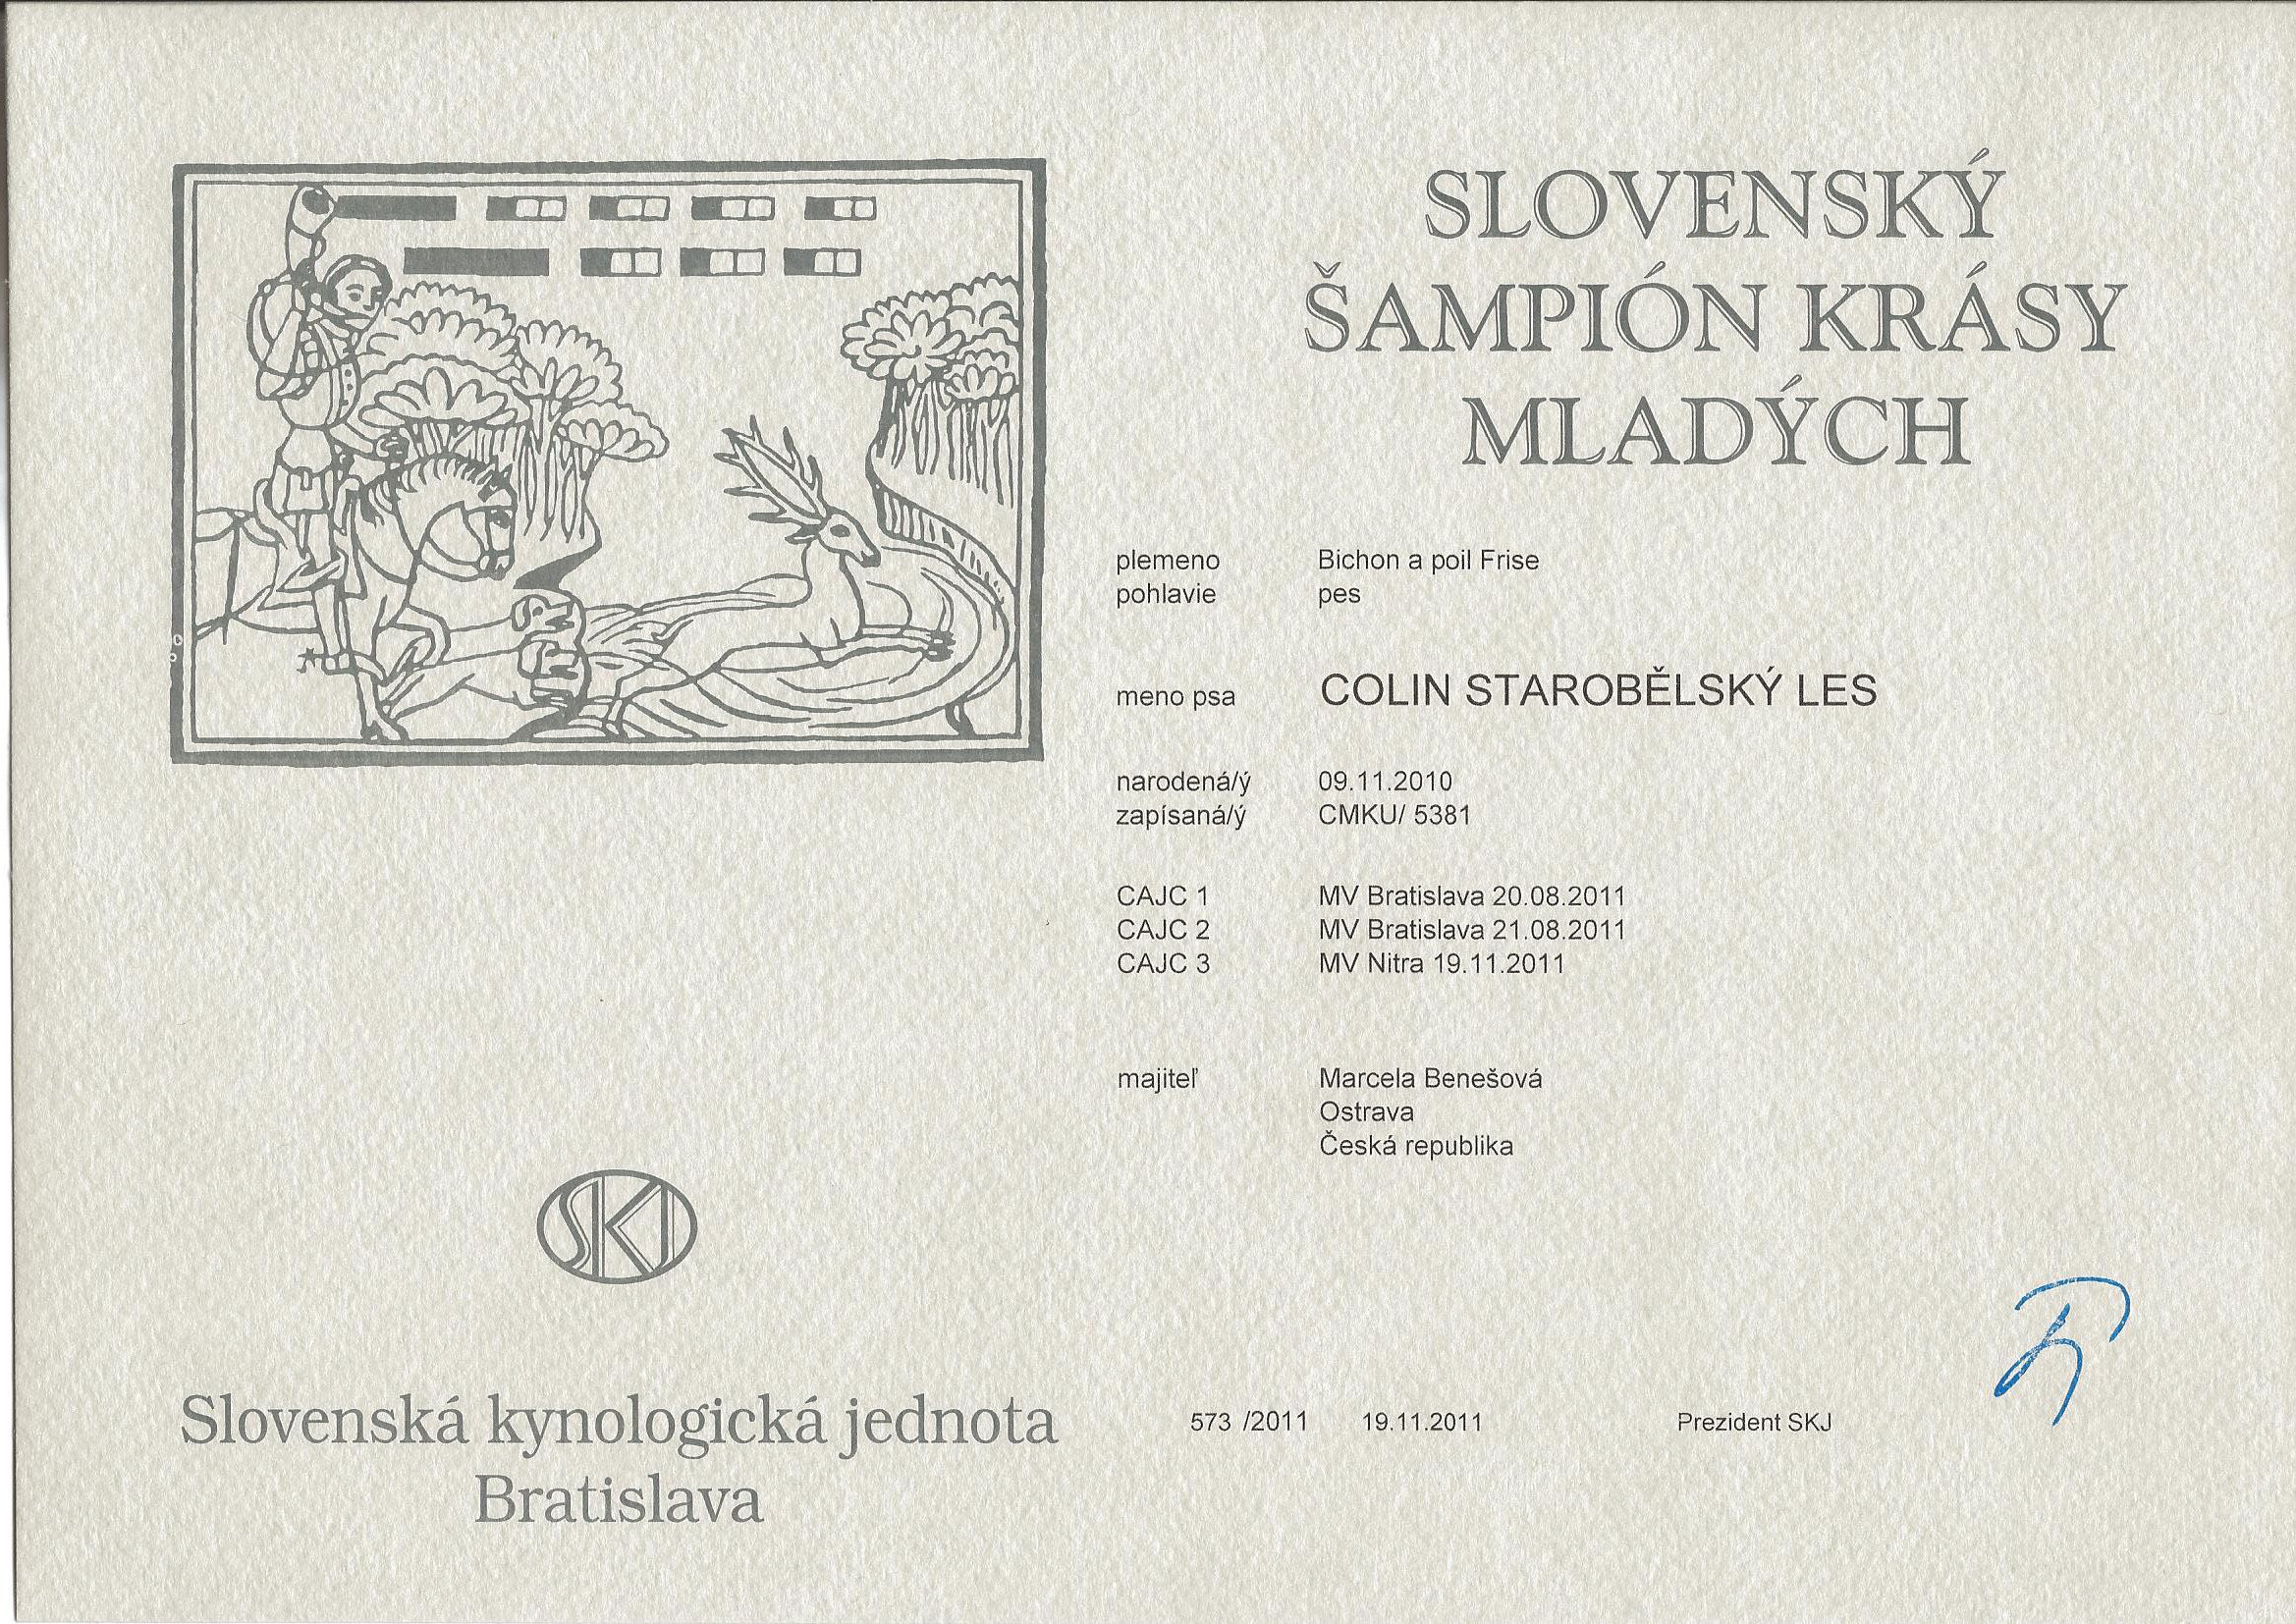 SLOVENSKÝ
ŠAMPIÓN KRÁSY
MLADÝCH
plemeno Bichon a poil Frise
pohlavie pes
meno psa COLIN STAROBĚLSKÝ LES
narodená/ý 09.11.2010
zapísaná/ý CMKU/ 5381
CAJC 1 MV Bratislava 20.08.2011
CAJC 2 MV Bratislava 21.08.2011
CAJC 3 MV Nitra 19.11.2011
majiteľ Marcela Benešová
Ostrava
Česká republika
SKJ
Slovenská kynologická jednota
Bratislava
573 /2011 19.11.2011 Prezident SKJ